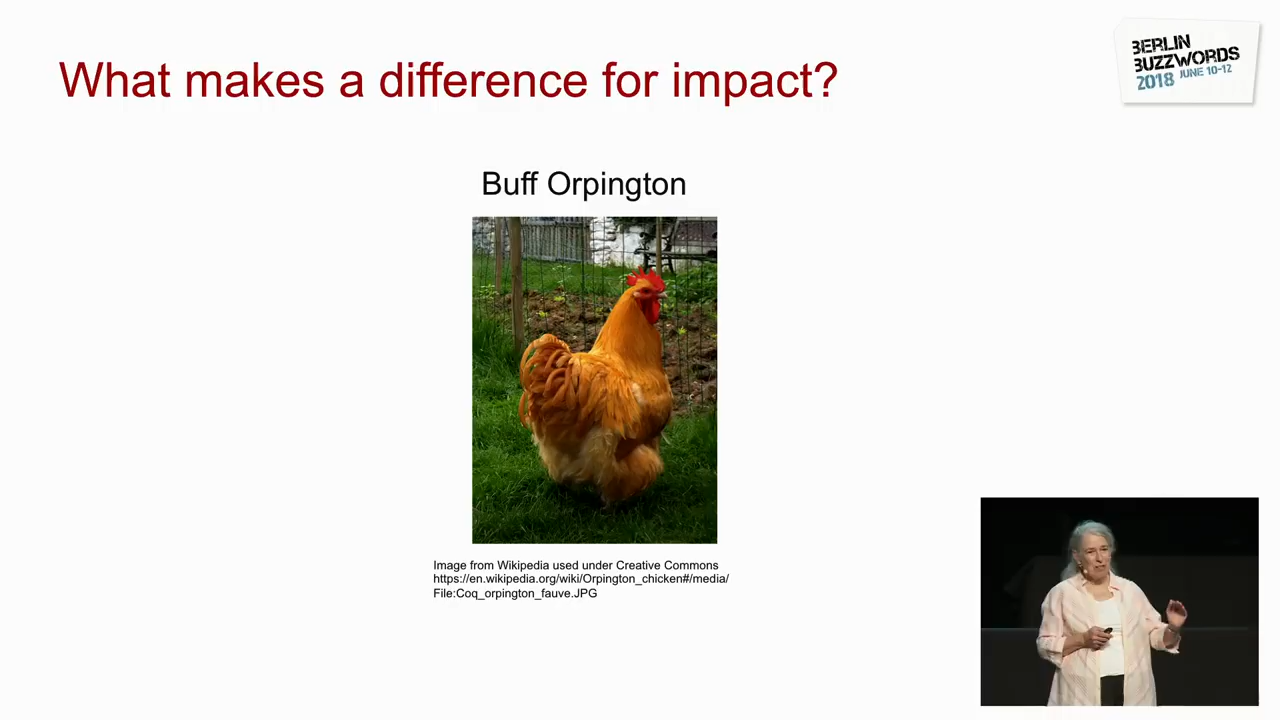 What makes a difference for impact?
BERLIN
BUZZWORDS
2018 JUNE 10-12
Buff Orpington
Image from Wikipedia used under Creative Commons
https://en.wikipedia.org/wiki/Orpington_chicken#/media/
File:Coq_orpington_fauve.JPG